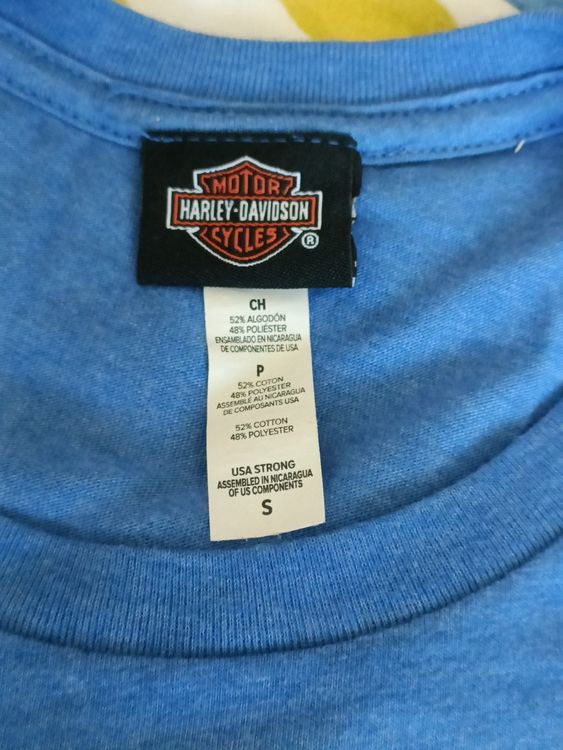 MOTOR
HARLEY-DAVIDSON
CYCLES
®
CH
52% ALGODÓN
48% POLIÉSTER
ENSAMBLADO EN NICARAGUA
DE COMPONENTES DE USA
P
52% COTON
48% POLYESTER
ASSEMBLÉ AU NICARAGUA
DE COMPOSANTS USA
52% COTTON
48% POLYESTER
USA STRONG
ASSEMBLED IN NICARAGUA
OF US COMPONENTS
S